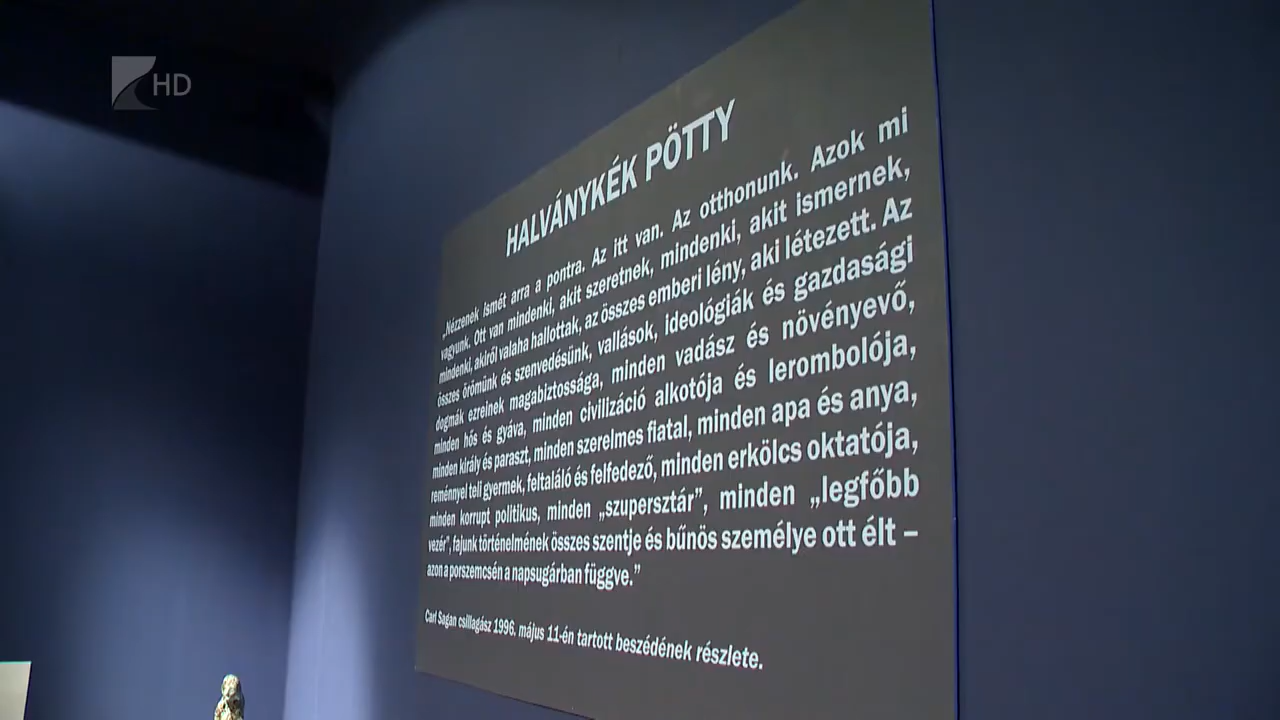 HD
HALVÁNYKÉK PÖTTY
„Nézzenek ismét arra a pontra. Az itt van. Az otthonunk. Azok mi
vagyunk. Ott van mindenki, akit szeretnek, mindenki, akit ismernek,
mindenki, akiről valaha hallottak, az összes emberi lény, aki létezett. Az
összes örömünk és szenvedésünk, vallások, ideológiák és gazdasági
dogmák ezreinek magabiztossága, minden vadász és növényevő,
minden hős és gyáva, minden civilizáció alkotója és lerombolója,
minden király és paraszt, minden szerelmes fiatal, minden apa és anya,
reménnyel teli gyermek, feltaláló és felfedező, minden erkölcs oktatója,
minden korrupt politikus, minden „szupersztár”, minden „legfőbb
vezér”, fajunk történelmének összes szentje és bűnös személye ott élt –
azon a porszemcsén a napsugárban függve.”
Carl Sagan csillagász 1996. május 11-én tartott beszédének részlete.